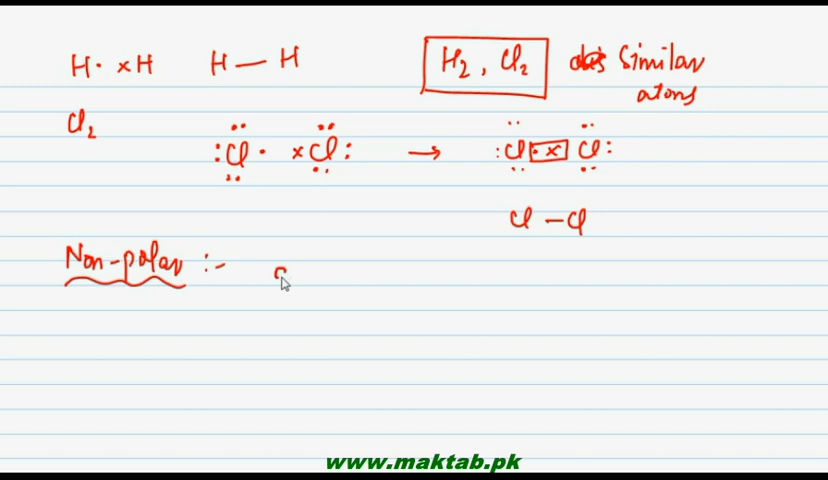 H· ×H H — H H₂, Cl₂ Similar
atoms
Cl₂
:Cl· ×Cl: → :Cl·×Cl:
Cl – Cl
Non-polar :-
www.maktab.pk